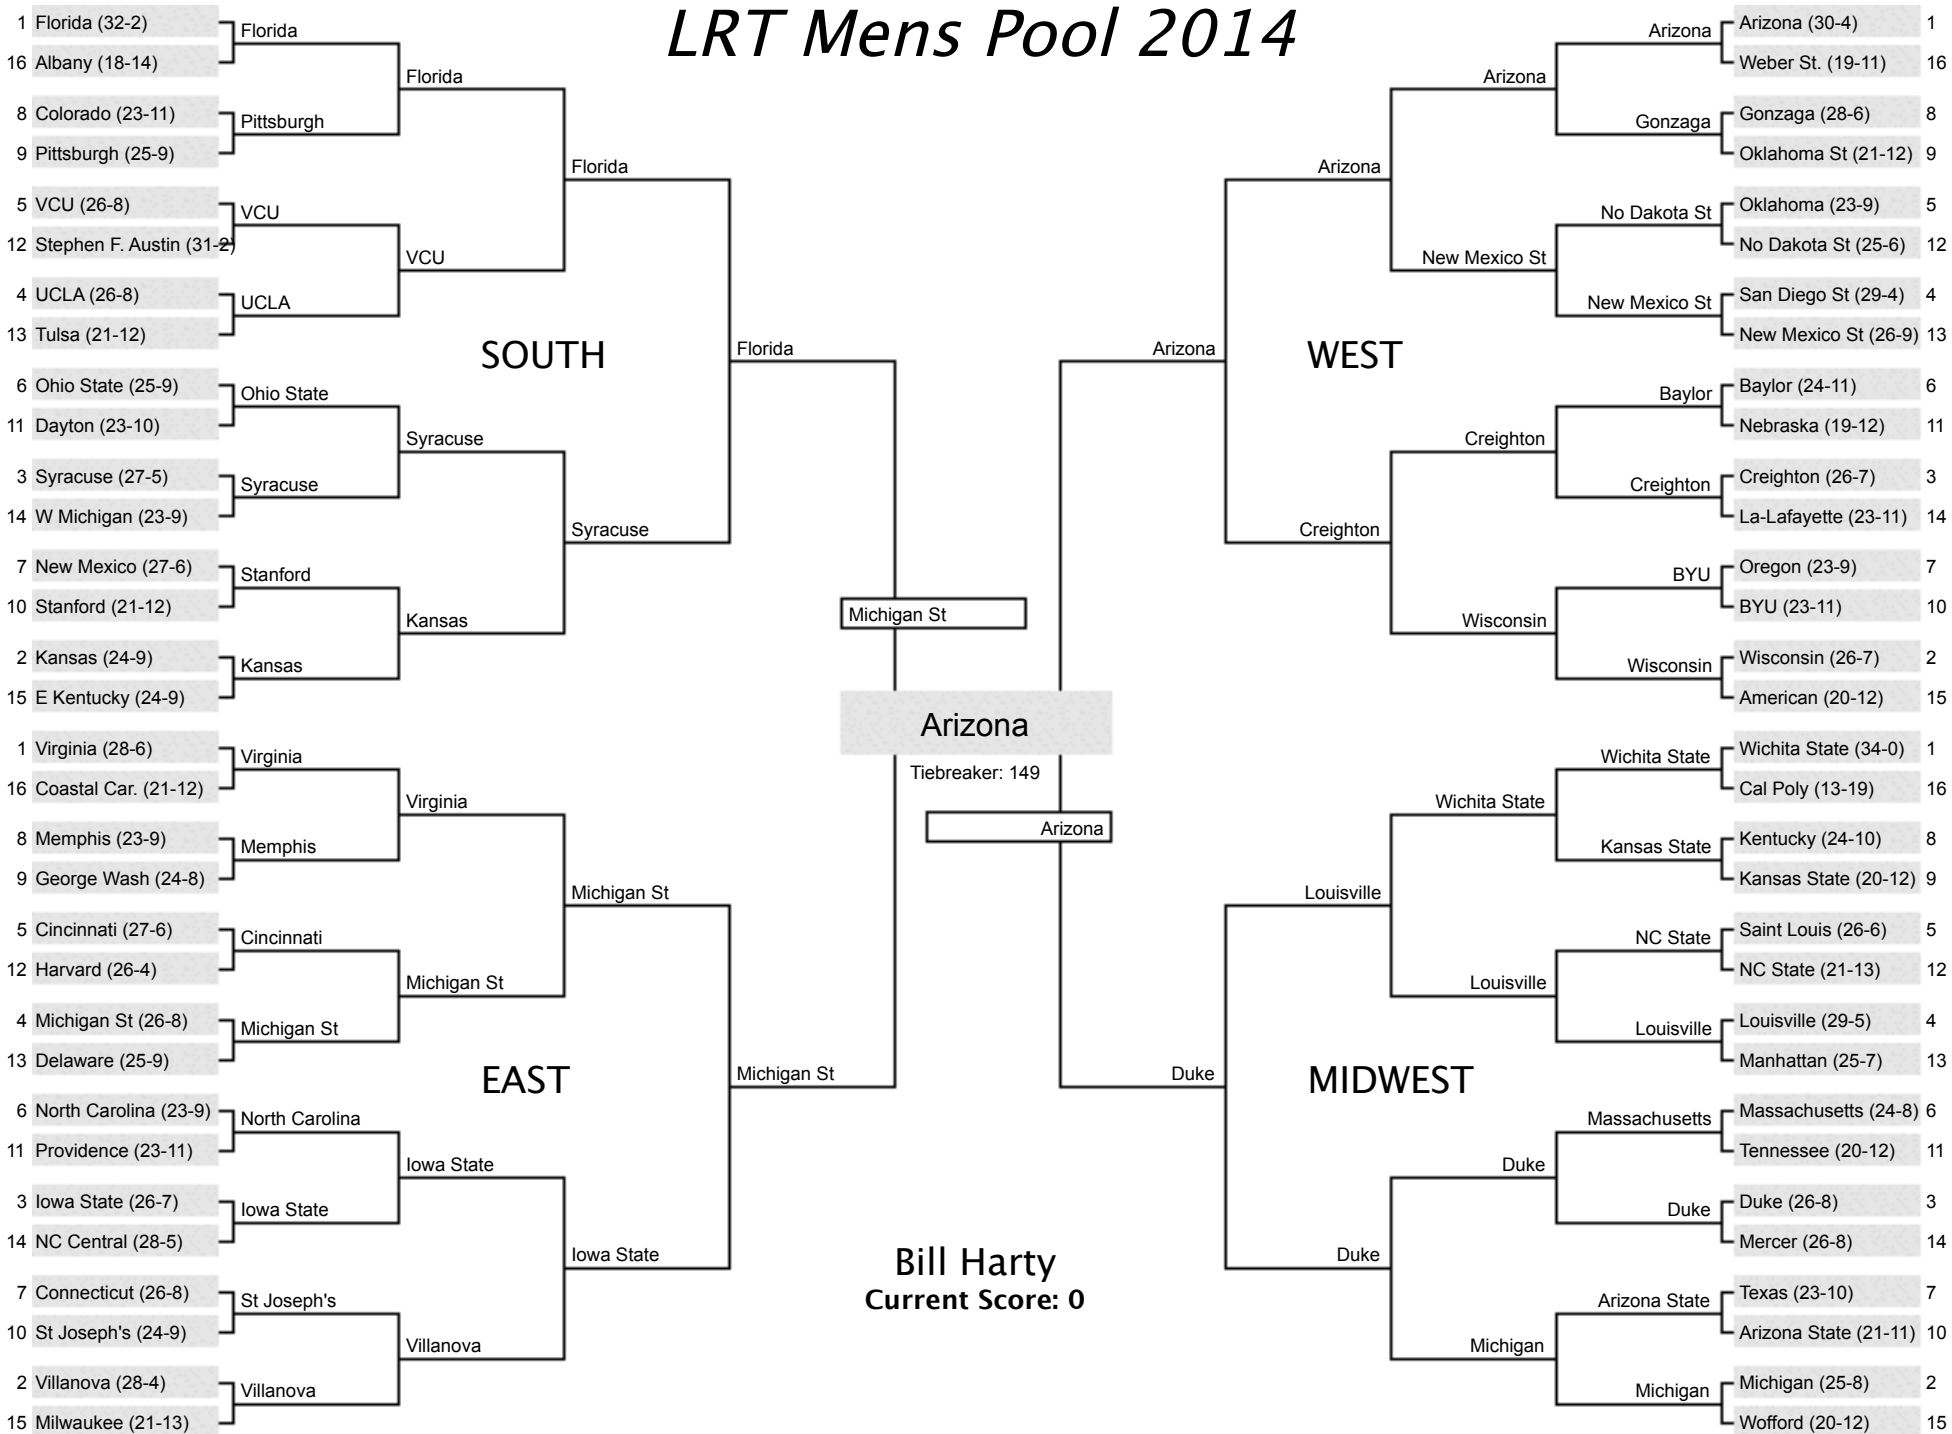 LRT Mens Pool 2014
1 Florida (32-2)
Florida
16 Albany (18-14)
Florida
8 Colorado (23-11)
Pittsburgh
9 Pittsburgh (25-9)
Florida
5 VCU (26-8)
VCU
12 Stephen F. Austin (31-2)
VCU
4 UCLA (26-8)
UCLA
13 Tulsa (21-12)
SOUTH
Florida
6 Ohio State (25-9)
Ohio State
11 Dayton (23-10)
Syracuse
3 Syracuse (27-5)
Syracuse
14 W Michigan (23-9)
Syracuse
7 New Mexico (27-6)
Stanford
10 Stanford (21-12)
Kansas
2 Kansas (24-9)
Kansas
15 E Kentucky (24-9)
1 Virginia (28-6)
Virginia
16 Coastal Car. (21-12)
Virginia
8 Memphis (23-9)
Memphis
9 George Wash (24-8)
Michigan St
5 Cincinnati (27-6)
Cincinnati
12 Harvard (26-4)
Michigan St
4 Michigan St (26-8)
Michigan St
13 Delaware (25-9)
EAST
Michigan St
6 North Carolina (23-9)
North Carolina
11 Providence (23-11)
Iowa State
3 Iowa State (26-7)
Iowa State
14 NC Central (28-5)
Iowa State
7 Connecticut (26-8)
St Joseph's
10 St Joseph's (24-9)
Villanova
2 Villanova (28-4)
Villanova
15 Milwaukee (21-13)
Michigan St
Arizona
Tiebreaker: 149
Arizona
Bill Harty
Current Score: 0
Arizona (30-4) 1
Arizona
Weber St. (19-11) 16
Arizona
Gonzaga (28-6) 8
Gonzaga
Oklahoma St (21-12) 9
Arizona
Oklahoma (23-9) 5
No Dakota St
No Dakota St (25-6) 12
New Mexico St
San Diego St (29-4) 4
New Mexico St
New Mexico St (26-9) 13
Arizona
WEST
Baylor (24-11) 6
Baylor
Nebraska (19-12) 11
Creighton
Creighton (26-7) 3
Creighton
La-Lafayette (23-11) 14
Creighton
Oregon (23-9) 7
BYU
BYU (23-11) 10
Wisconsin
Wisconsin (26-7) 2
Wisconsin
American (20-12) 15
Wichita State (34-0) 1
Wichita State
Cal Poly (13-19) 16
Wichita State
Kentucky (24-10) 8
Kansas State
Kansas State (20-12) 9
Louisville
Saint Louis (26-6) 5
NC State
NC State (21-13) 12
Louisville
Louisville (29-5) 4
Louisville
Manhattan (25-7) 13
Duke
MIDWEST
Massachusetts (24-8) 6
Massachusetts
Tennessee (20-12) 11
Duke
Duke (26-8) 3
Duke
Mercer (26-8) 14
Duke
Texas (23-10) 7
Arizona State
Arizona State (21-11) 10
Michigan
Michigan (25-8) 2
Michigan
Wofford (20-12) 15